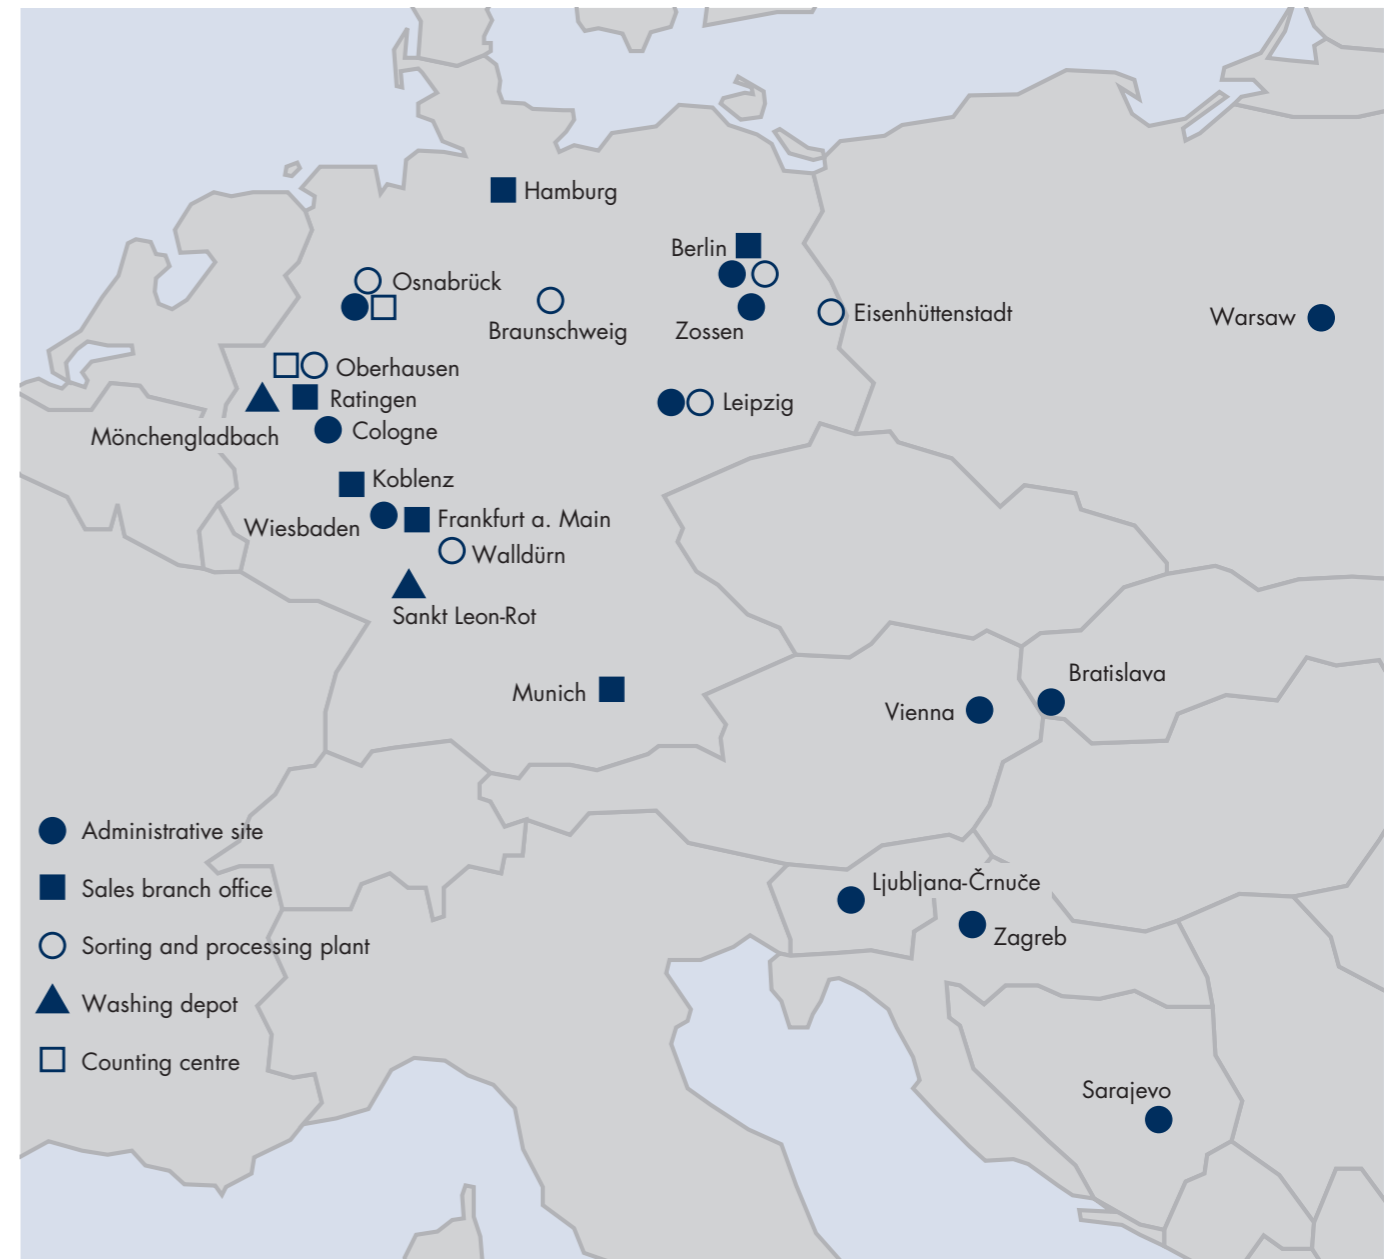 Hamburg
Berlin
Osnabrück
Braunschweig
Zossen
Eisenhüttenstadt
Warsaw
Oberhausen
Ratingen
Leipzig
Mönchengladbach
Cologne
Koblenz
Wiesbaden
Frankfurt a. Main
Walldürn
Sankt Leon-Rot
Munich
Bratislava
Vienna
Administrative site
Sales branch office
Sorting and processing plant
Washing depot
Counting centre
Ljubljana-Črnuče
Zagreb
Sarajevo